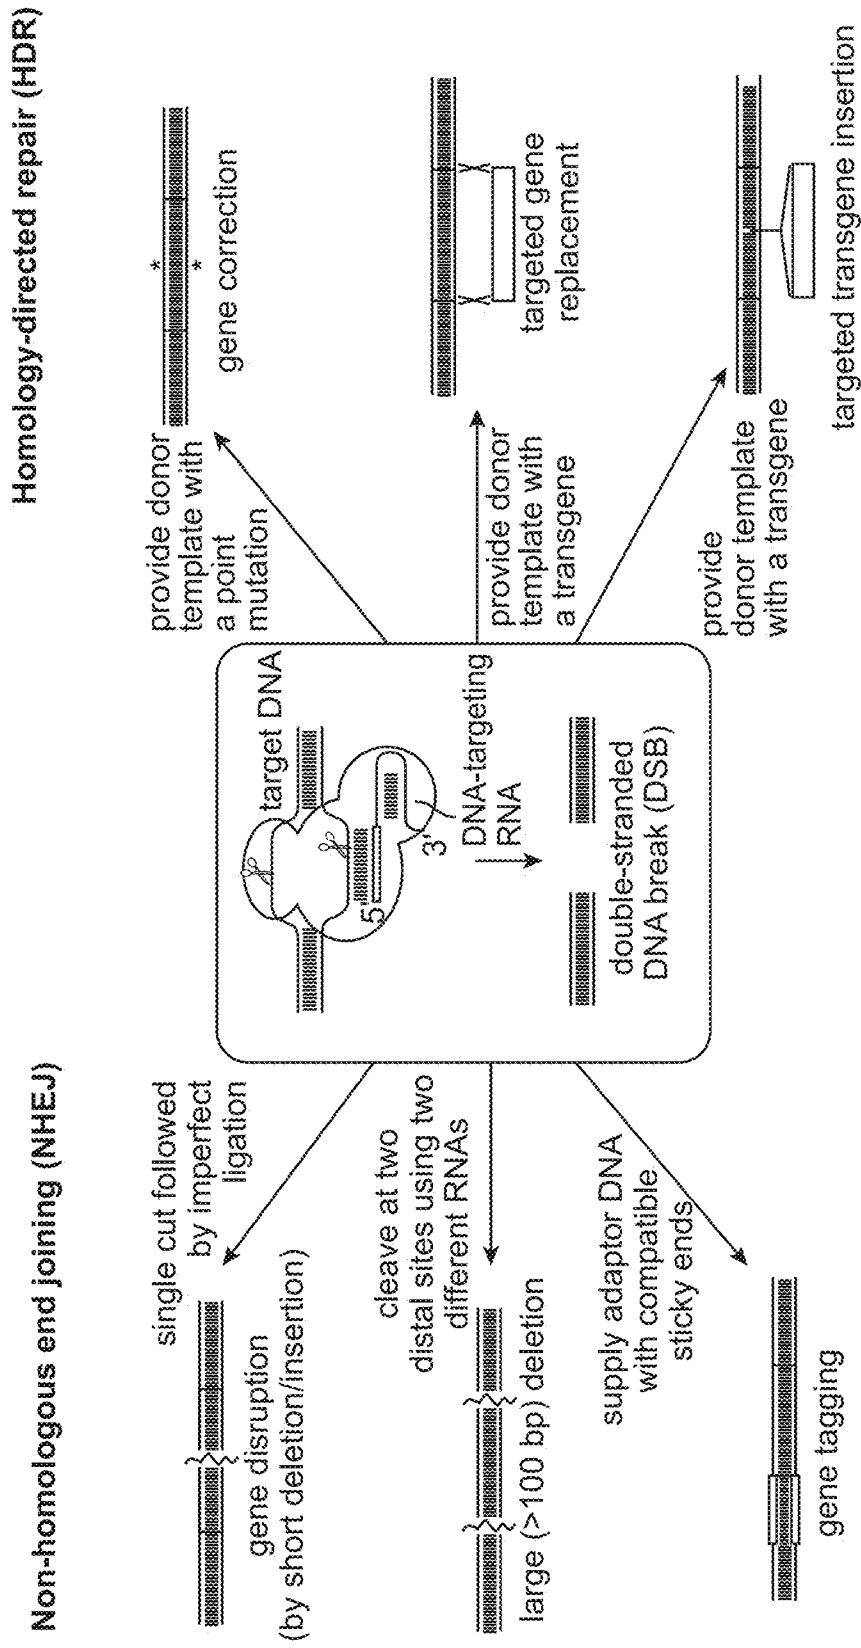 Non-homologous end joining (NHEJ)
Homology-directed repair (HDR)
single cut followed
by imperfect
ligation
gene disruption
(by short deletion/insertion)
cleave at two
distal sites using two
different RNAs
large (>100 bp) deletion
supply adaptor DNA
with compatible
sticky ends
gene tagging
target DNA
5'
3'
DNA-targeting
RNA
double-stranded
DNA break (DSB)
provide donor
template with
a point
mutation
*
*
gene correction
provide donor
template with
a transgene
targeted gene
replacement
provide
donor template
with a transgene
targeted transgene insertion